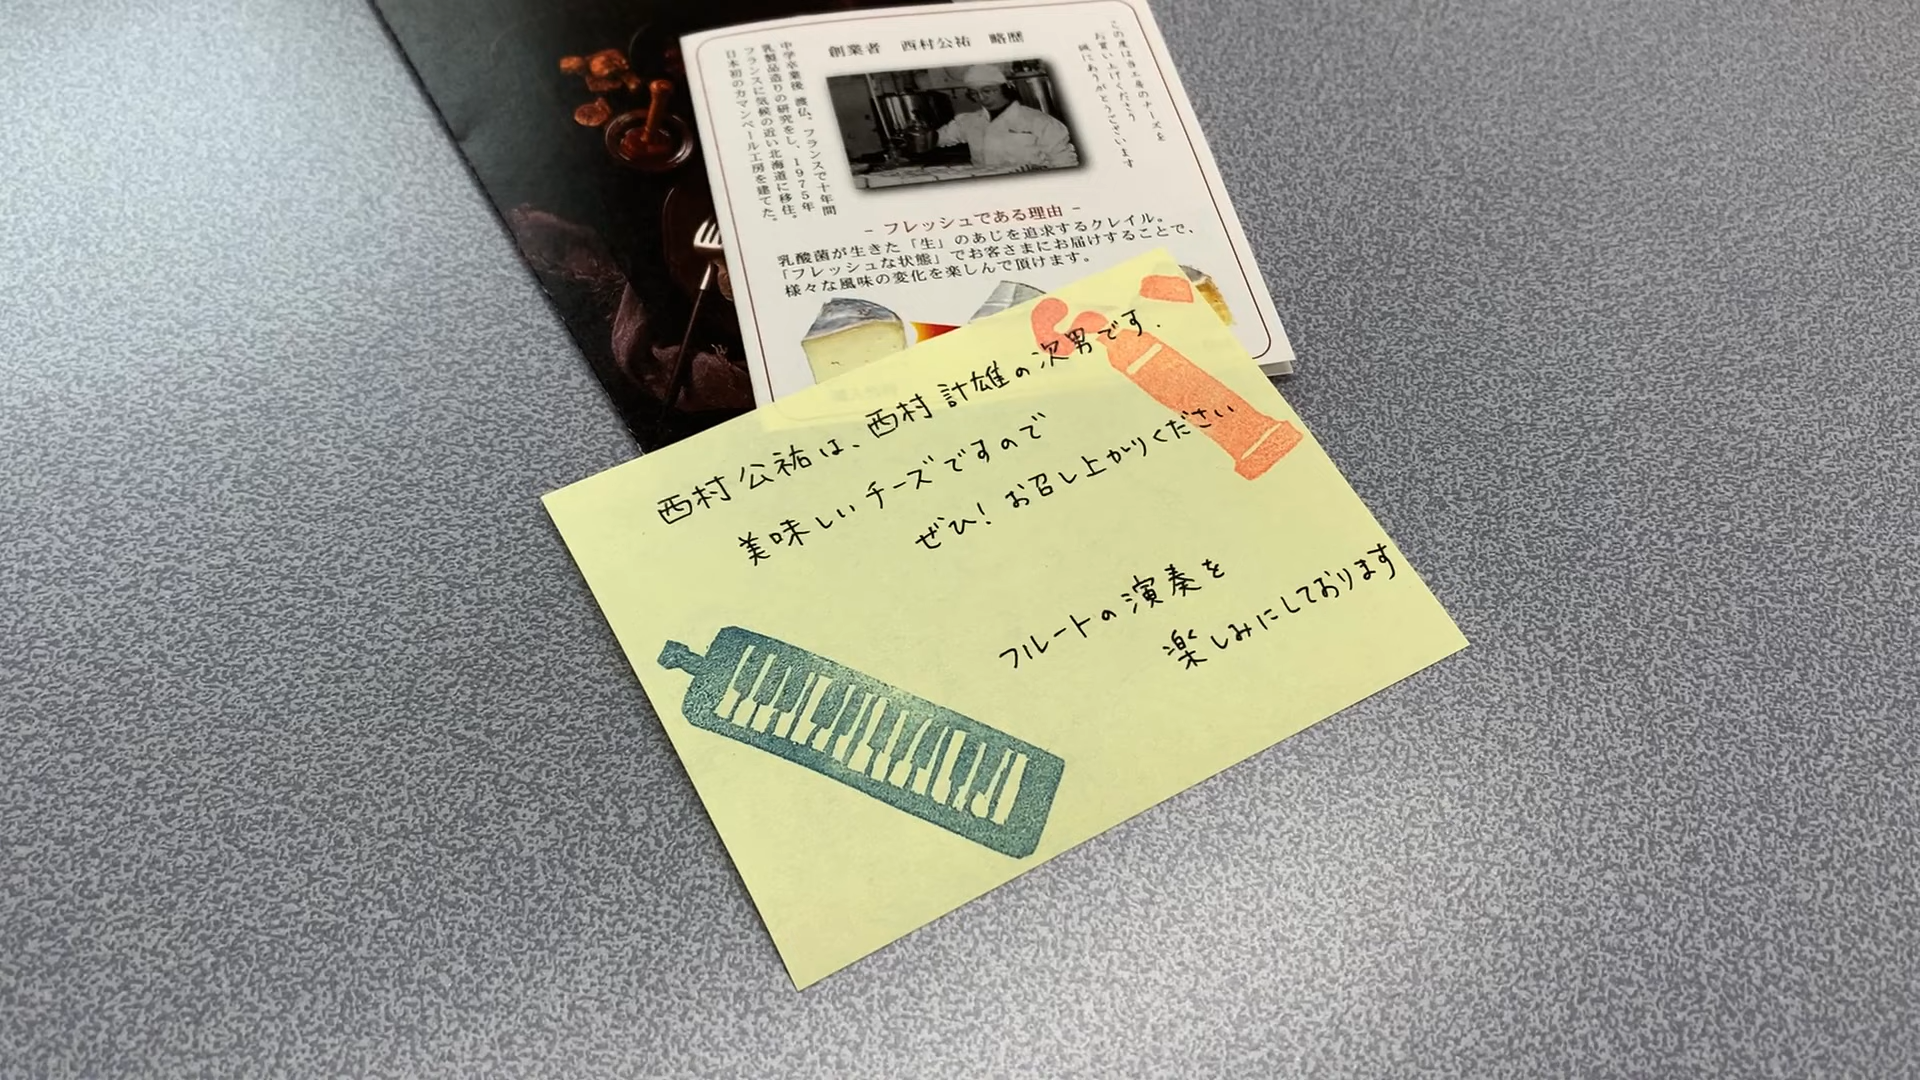 創業者 西村公祐 略歴
この度は当工房のチーズを
お買い上げくださり
誠にありがとうございます
中学卒業後 渡仏。フランスで十年間
乳製品造りの研究をし、1975年
フランスに気候の近い北海道に移住。
日本初のカマンベール工房を建てた。
- フレッシュである理由 -
乳酸菌が生きた「生」のあじを追求するクレイル。
「フレッシュな状態」でお客さまにお届けすることで、
様々な風味の変化を楽しんで頂けます。
西村公祐は、西村計雄の次男です.
美味しいチーズですので
ぜひ! お召し上がりください
フルートの演奏を
楽しみにしております